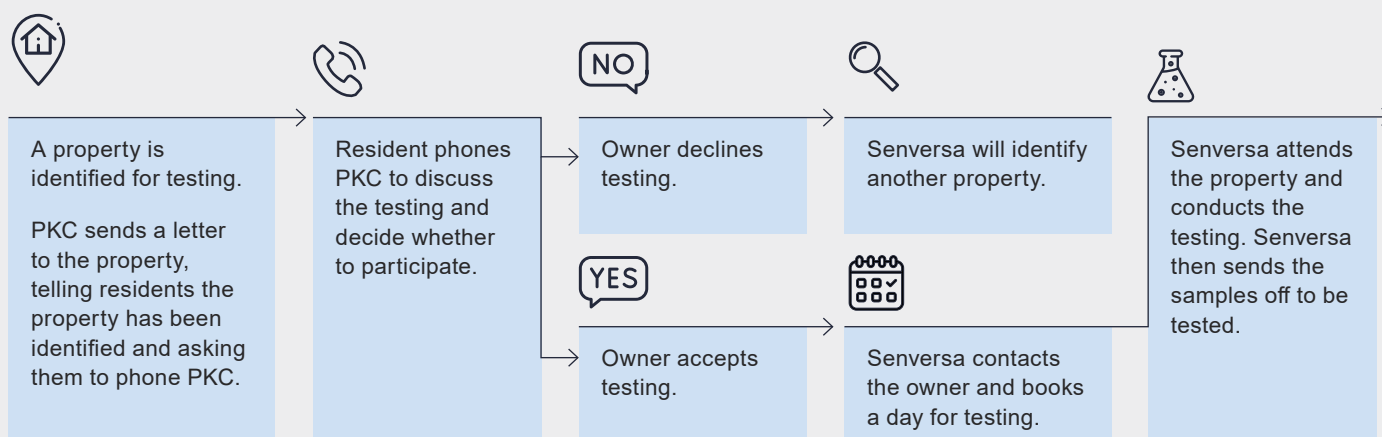 A property is
identified for testing.
PKC sends a letter
to the property,
telling residents the
property has been
identified and asking
them to phone PKC.
Resident phones
PKC to discuss
the testing and
decide whether
to participate.
NO
Owner declines
testing.
Senversa will identify
another property.
YES
Owner accepts
testing.
Senversa contacts
the owner and books
a day for testing.
Senversa attends
the property and
conducts the
testing. Senversa
then sends the
samples off to be
tested.